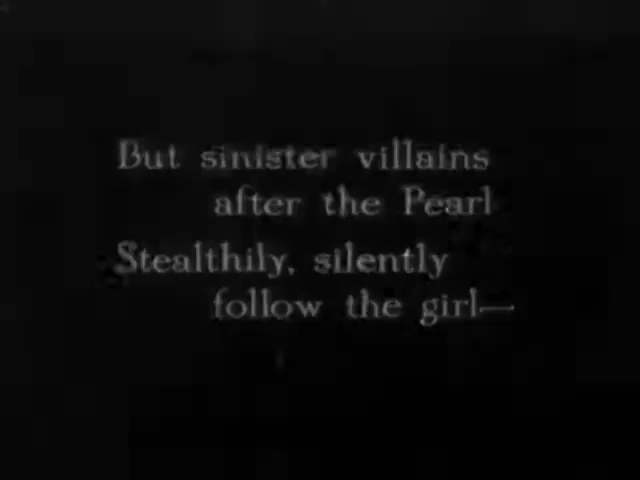 But sinister villains
after the Pearl
Stealthily, silently
follow the girl—